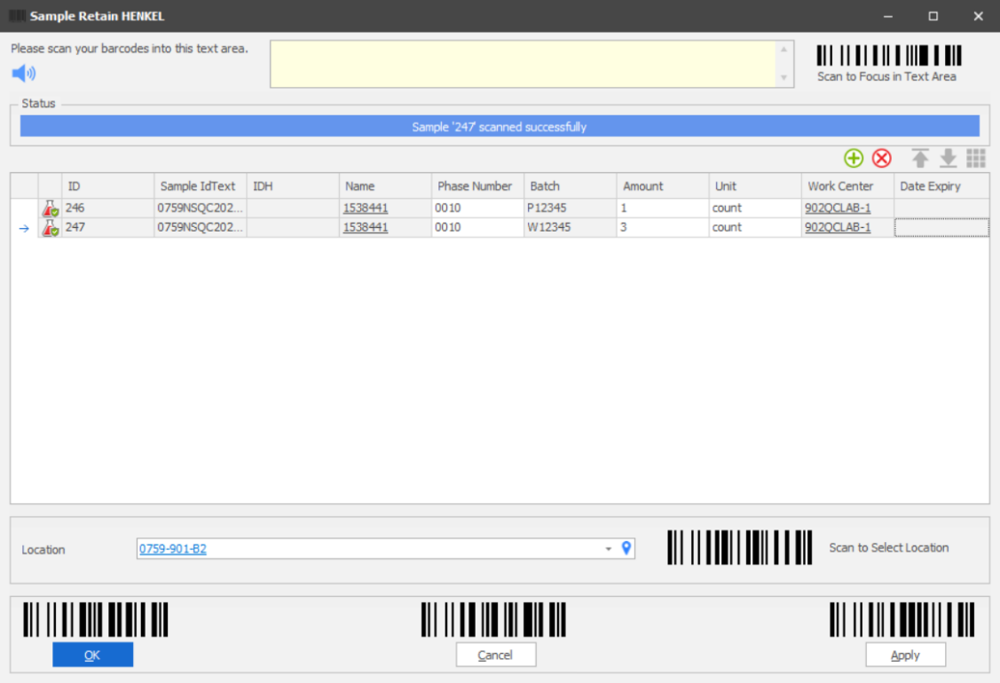 Sample Retain HENKEL
Please scan your barcodes into this text area.
Scan to Focus in Text Area
Status
Sample '247' scanned successfully
ID Sample IdText IDH Name Phase Number Batch Amount Unit Work Center Date Expiry
246 0759NSQC202... 1538441 0010 P12345 1 count 902QCLAB-1
247 0759NSQC202... 1538441 0010 W12345 3 count 902QCLAB-1
Location 0759-901-B2 Scan to Select Location
OK Cancel Apply